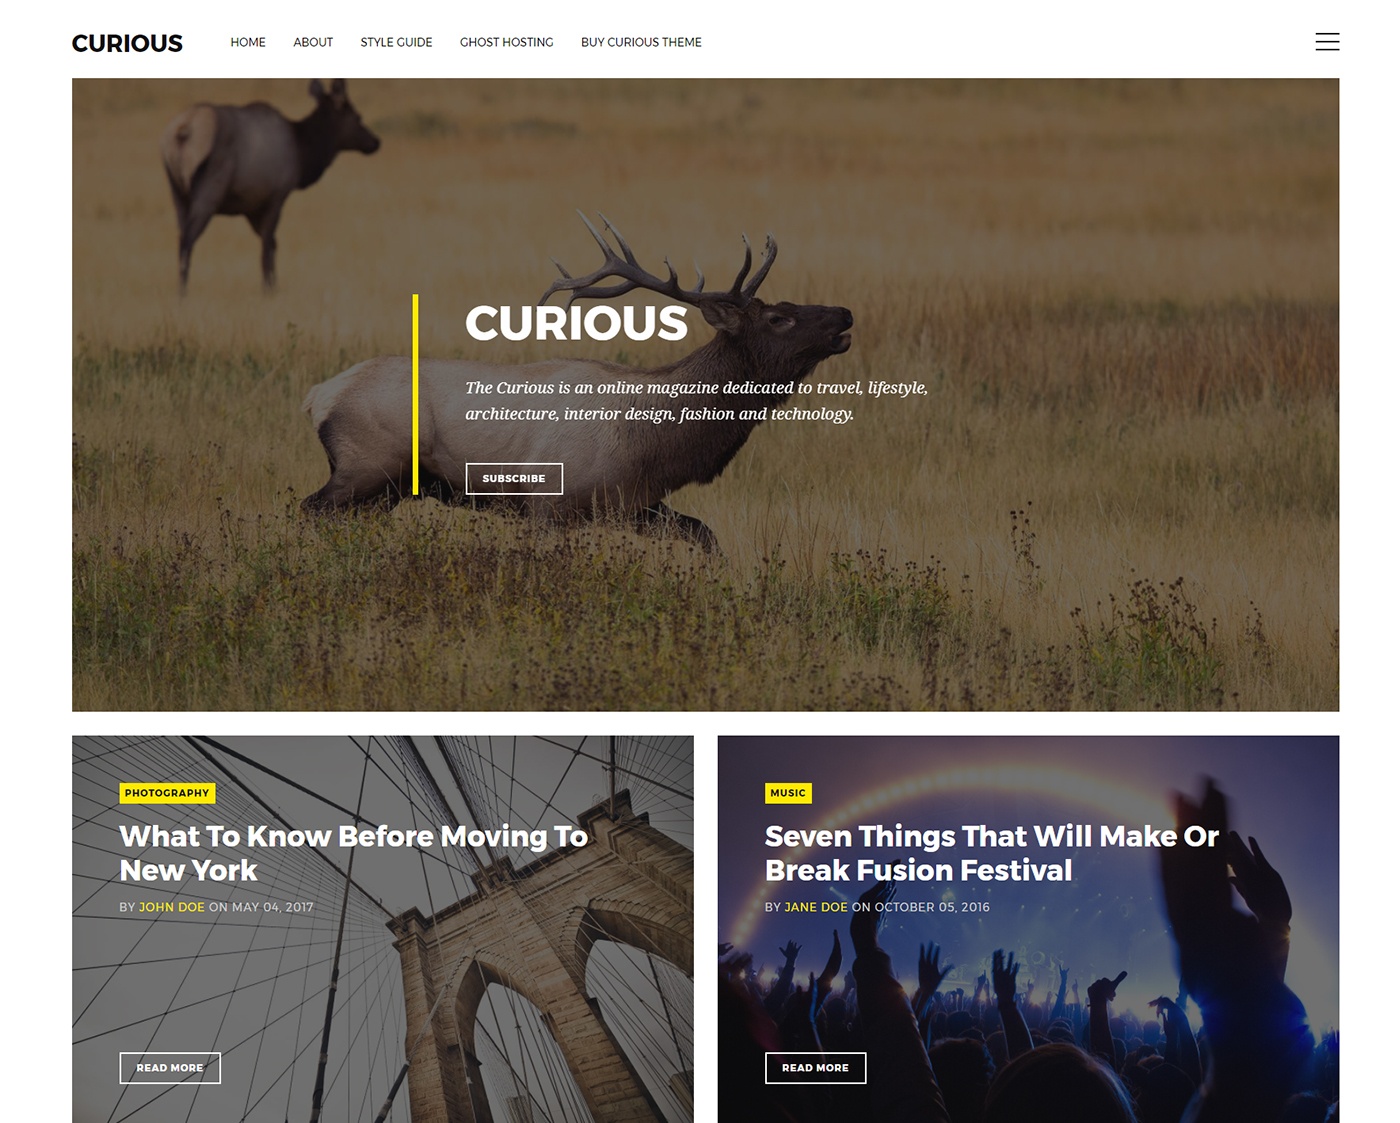 CURIOUS
HOME ABOUT STYLE GUIDE GHOST HOSTING BUY CURIOUS THEME
CURIOUS
The Curious is an online magazine dedicated to travel, lifestyle,
architecture, interior design, fashion and technology.
SUBSCRIBE
PHOTOGRAPHY
What To Know Before Moving To
New York
BY JOHN DOE ON MAY 04, 2017
READ MORE
MUSIC
Seven Things That Will Make Or
Break Fusion Festival
BY JANE DOE ON OCTOBER 05, 2016
READ MORE